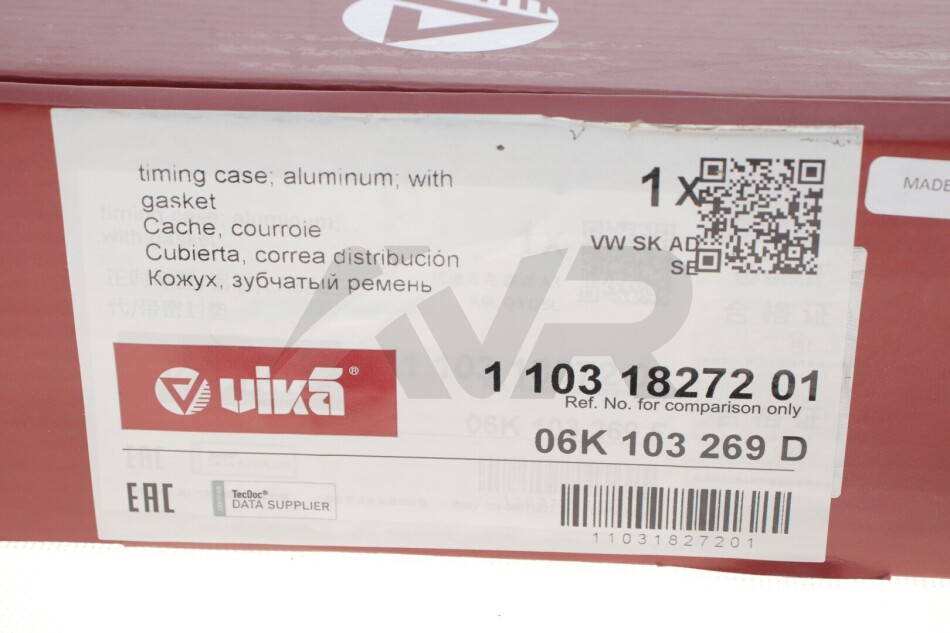 timing case; aluminum; with
gasket
Cache, courroie
Cubierta, correa distribución
Кожух, зубчатый ремень
1 X
VW SK AD
SE
MADE
vika®
1 103 18272 01
Ref. No. for comparison only
06K 103 269 D
EAC
TecDoc®
DATA SUPPLIER
11031827201
AVR